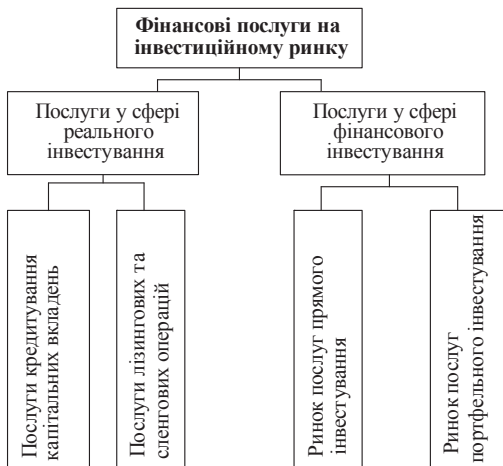 Фінансові послуги на
інвестиційному ринку
Послуги у сфері
реального
інвестування
Послуги у сфері
фінансового
інвестування
Послуги кредитування
капітальних вкладень
Послуги лізингових та
сленгових операцій
Ринок послуг прямого
інвестування
Ринок послуг
портфельного інвестування